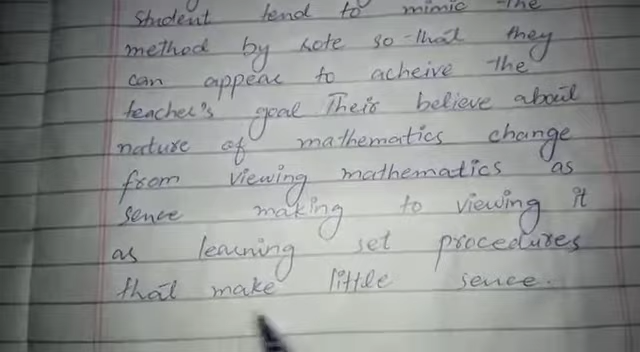 student tend to mimic the
method by rote so that they
can appear to acheive the
teacher's goal Their believe about
nature of mathematics change
from viewing mathematics as
sence making to viewing it
as learning set procedures
that make little sence.